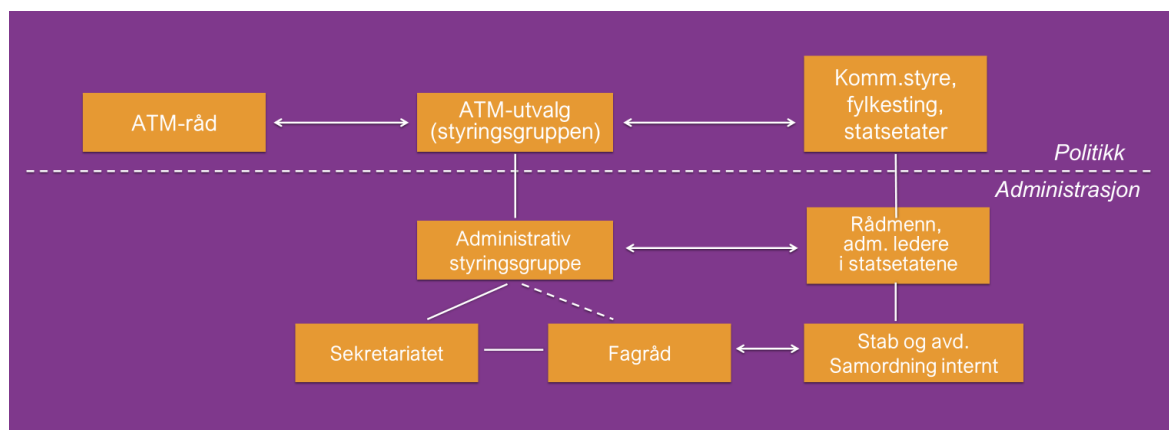 ATM-råd
ATM-utvalg
(styringsgruppen)
Komm.styre,
fylkesting,
statsetater
Politikk
Administrasjon
Administrativ
styringsgruppe
Rådmenn,
adm. ledere
i statsetatene
Sekretariatet
Fagråd
Stab og avd.
Samordning internt